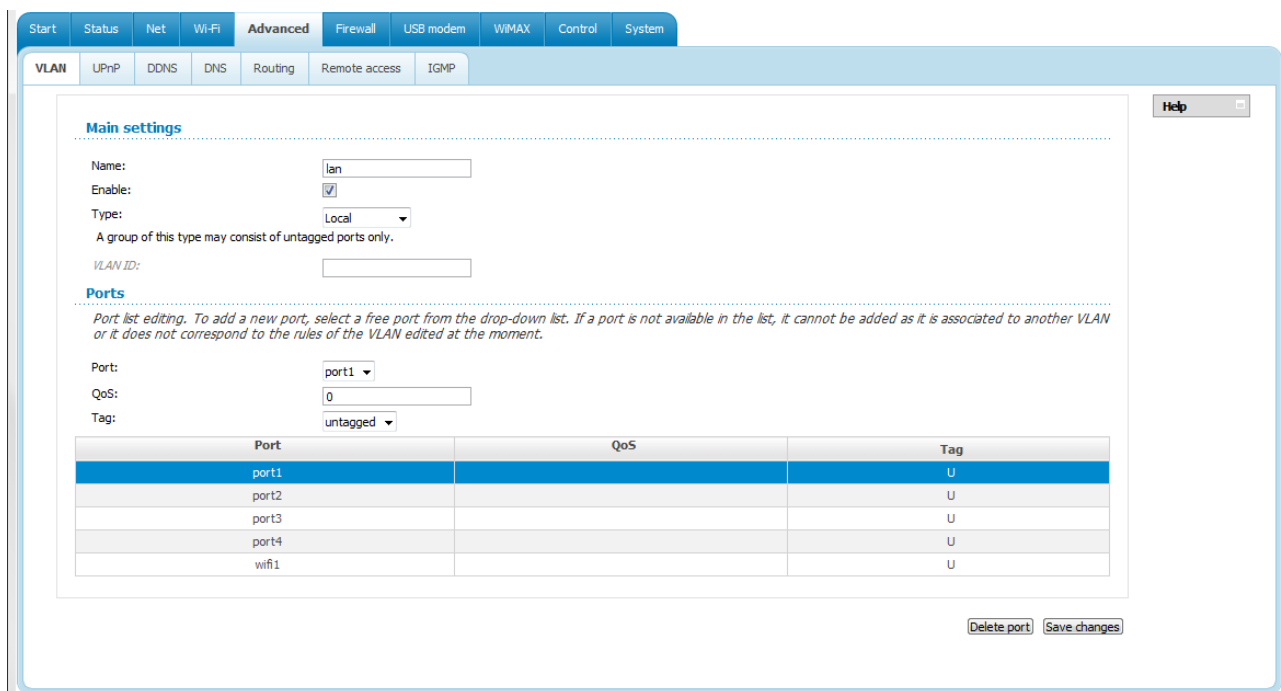 Start Status Net Wi-Fi Advanced Firewall USB modem WiMAX Control System
VLAN UPnP DDNS DNS Routing Remote access IGMP
Help
Main settings
Name: lan
Enable:
Type: Local
A group of this type may consist of untagged ports only.
VLAN ID:
Ports
Port list editing. To add a new port, select a free port from the drop-down list. If a port is not available in the list, it cannot be added as it is associated to another VLAN
or it does not correspond to the rules of the VLAN edited at the moment.
Port: port1
QoS: 0
Tag: untagged
Port QoS Tag
port1 U
port2 U
port3 U
port4 U
wifi1 U
Delete port Save changes